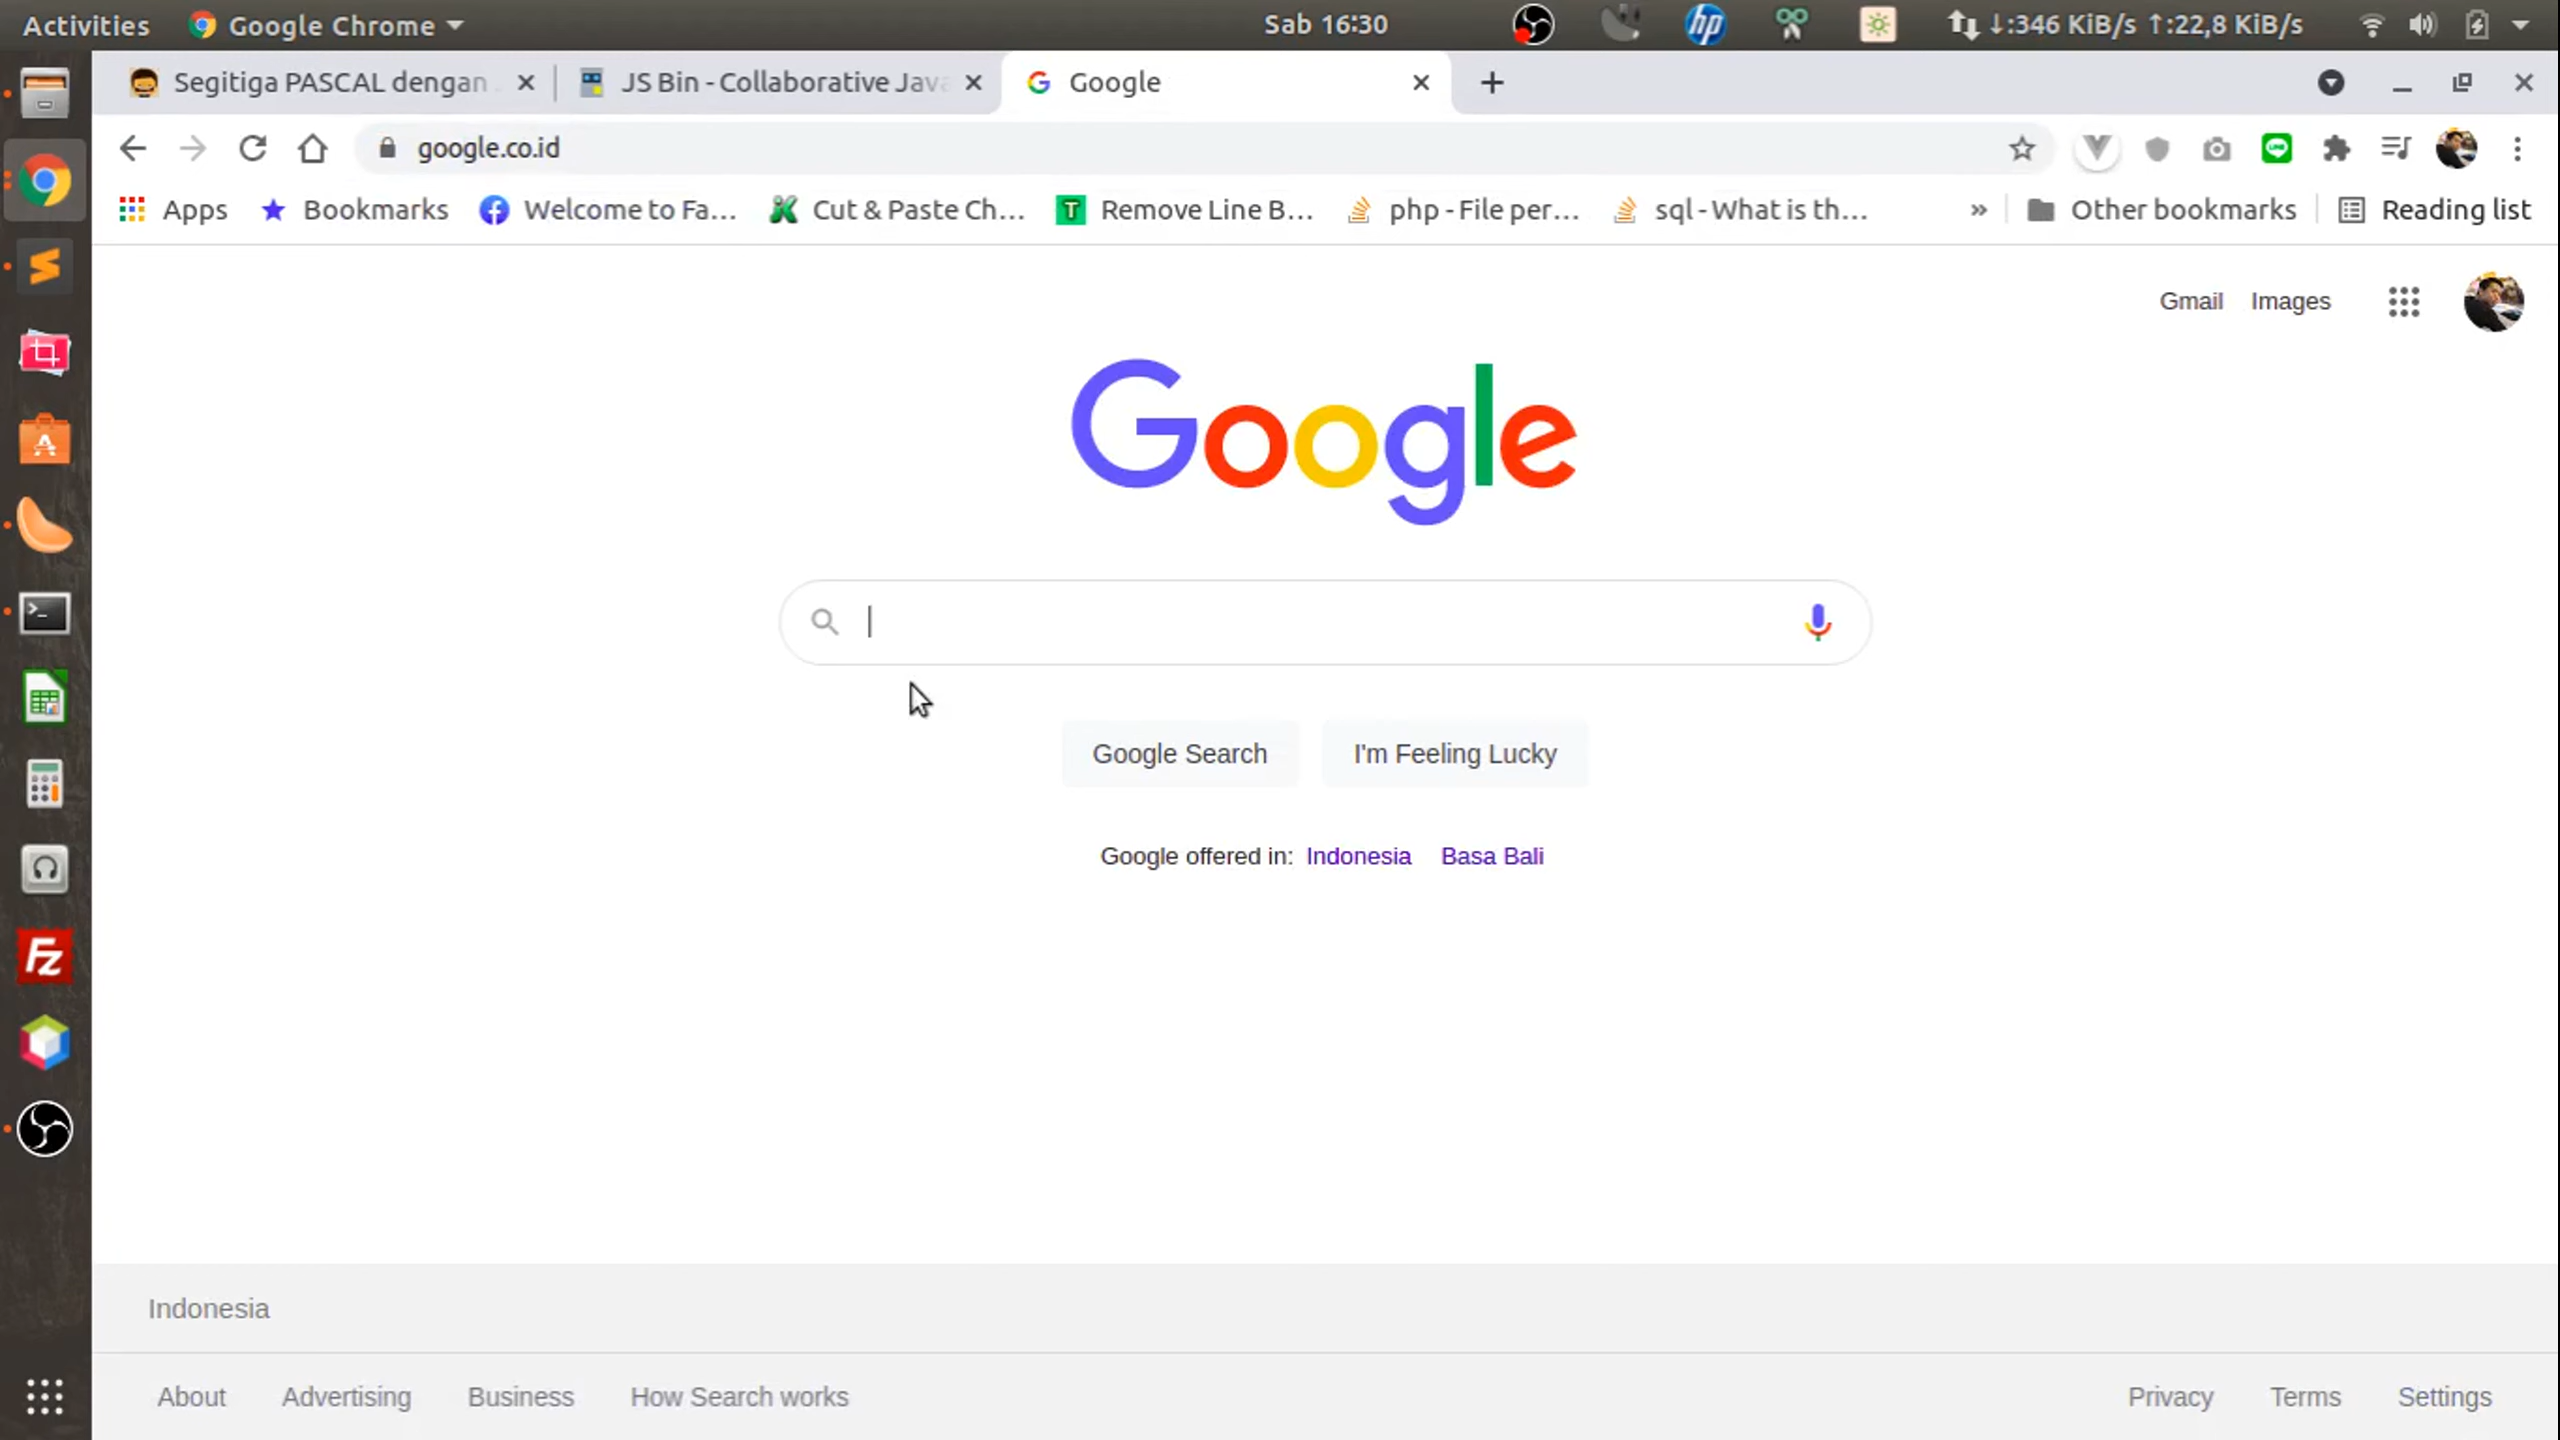 Activities Google Chrome Sab 16:30 hp ↓:346 KiB/s ↑:22,8 KiB/s
Segitiga PASCAL dengan JS Bin - Collaborative Java Google
google.co.id
Apps Bookmarks Welcome to Fa... Cut & Paste Ch... T Remove Line B... php - File per... sql - What is th... » Other bookmarks Reading list
Gmail Images
Google
Google Search I'm Feeling Lucky
Google offered in: Indonesia Basa Bali
Fz
Indonesia
About Advertising Business How Search works Privacy Terms Settings